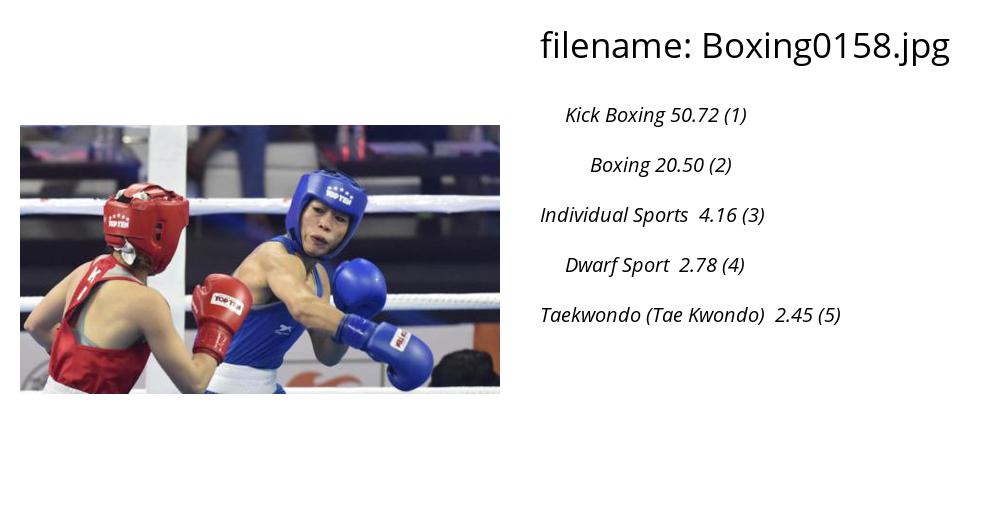 filename: Boxing0158.jpg
Kick Boxing 50.72 (1)
Boxing 20.50 (2)
Individual Sports  4.16 (3)
Dwarf Sport  2.78 (4)
Taekwondo (Tae Kwondo)  2.45 (5)
TOP TEN
TOP TEN
TOP TEN
TOP TEN